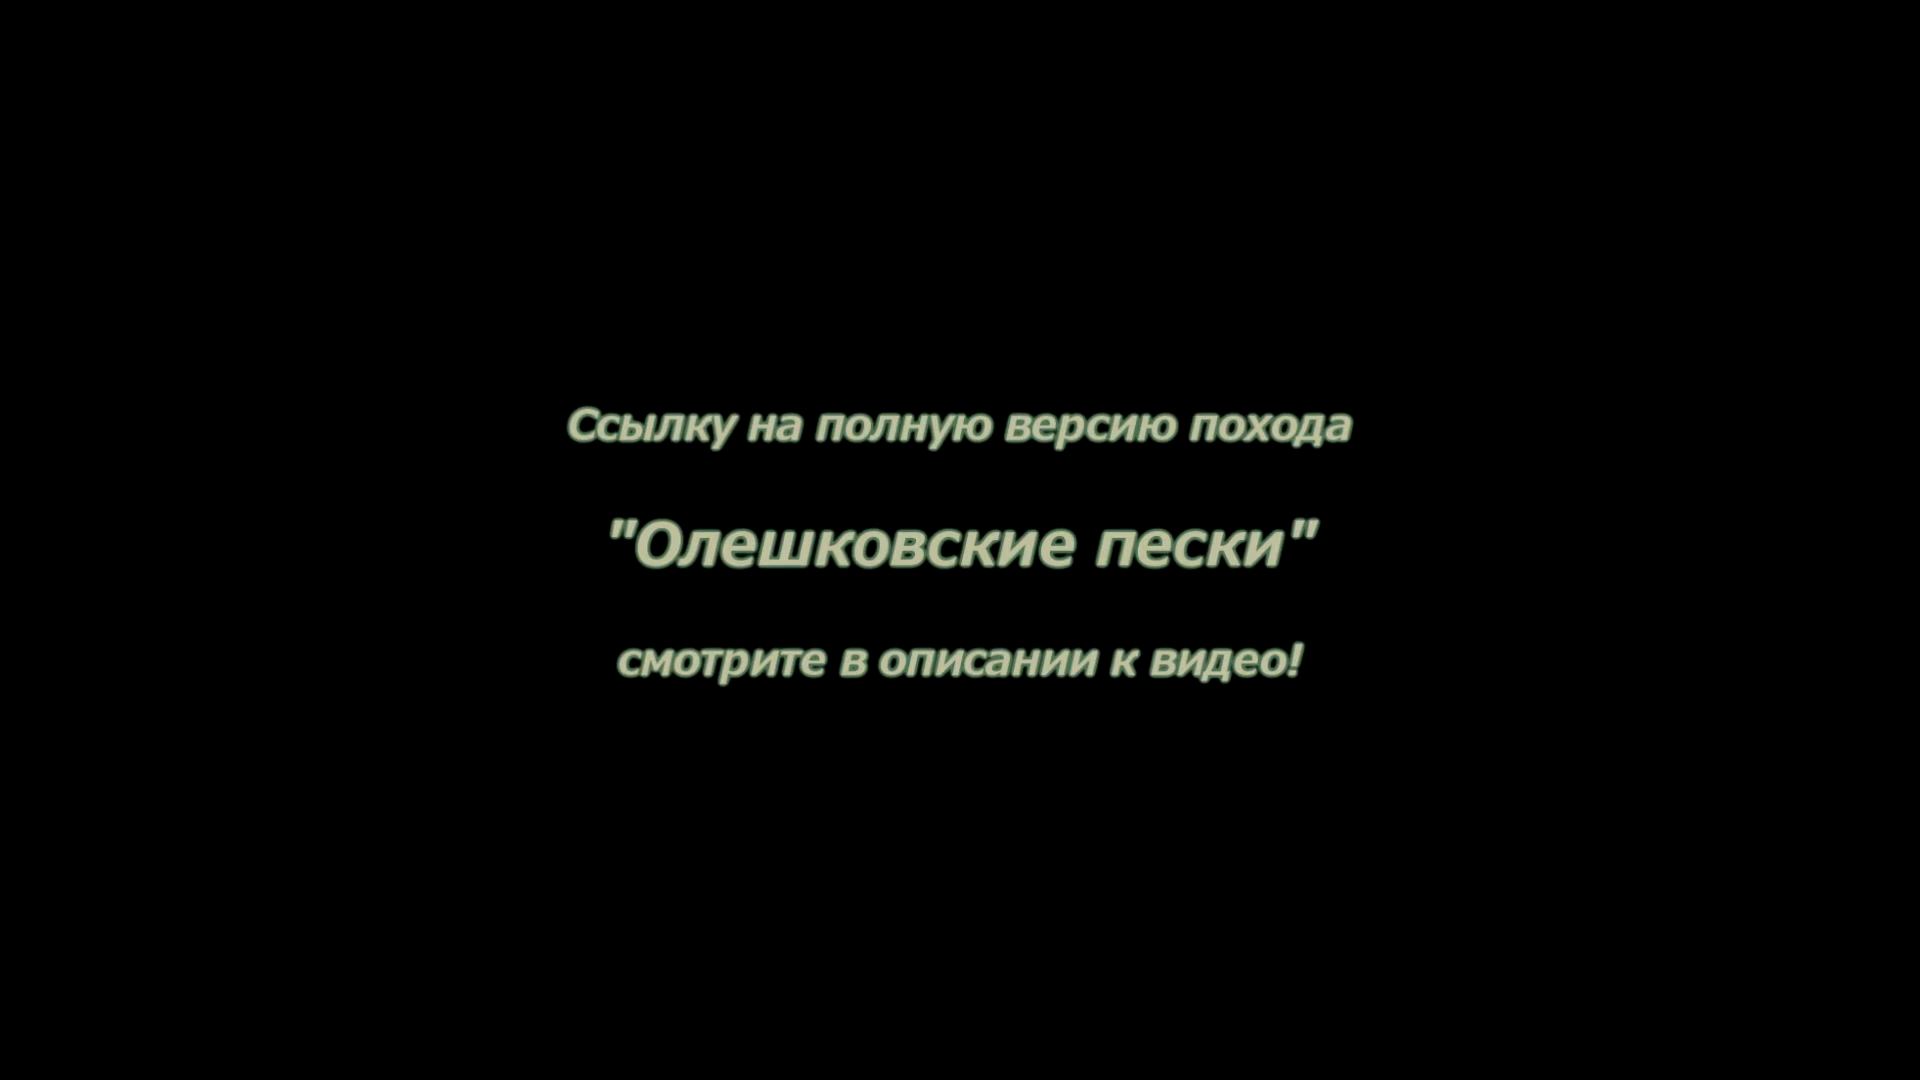 Ссылку на полную версию похода
"Олешковские пески"
смотрите в описании к видео!